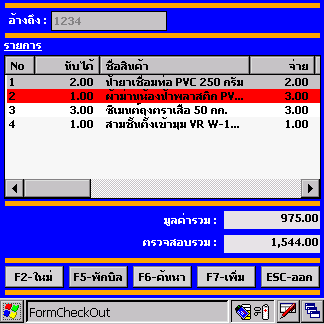 อ้างถึง : 1234
รายการ
No นับได้ ชื่อสินค้า จ่าย
1 2.00 น้ำยาเชื่อมท่อ PVC 250 กรัม 2.00
2 1.00 ผ้าม่านห้องน้ำพลาสติก PV... 3.00
3 3.00 ซีเมนต์ถุงตราเสือ 50 กก. 3.00
4 1.00 สามชั้นตั้งเข้ามุม VR W-1... 3.00
มูลค่ารวม : 975.00
ตรวจสอบรวม : 1,544.00
F2-ใหม่ F5-พักบิล F6-ค้นหา F7-เพิ่ม ESC-ออก
FormCheckOut